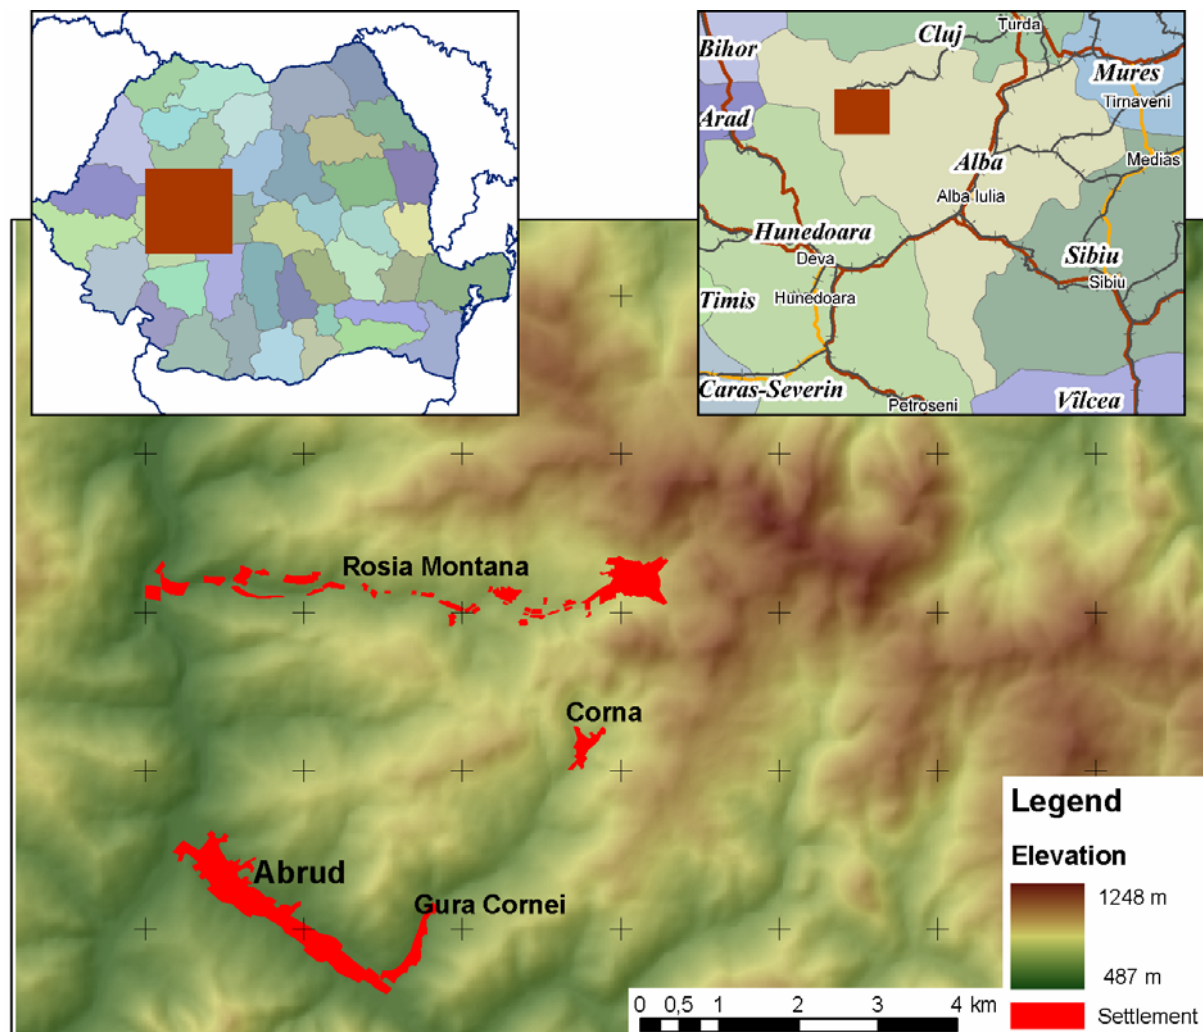 Turda
Cluj
Bihor
Mures
Tirnaveni
Arad
Medias
Alba
Alba Iulia
Hunedoara
Deva
Sibiu
Sibiu
Timis
Hunedoara
Caras-Severin
Petroseni
Vîlcea
Rosia Montana
Corna
Abrud
Gura Cornei
Legend
Elevation
1248 m
487 m
Settlement
0 0,5 1 2 3 4 km